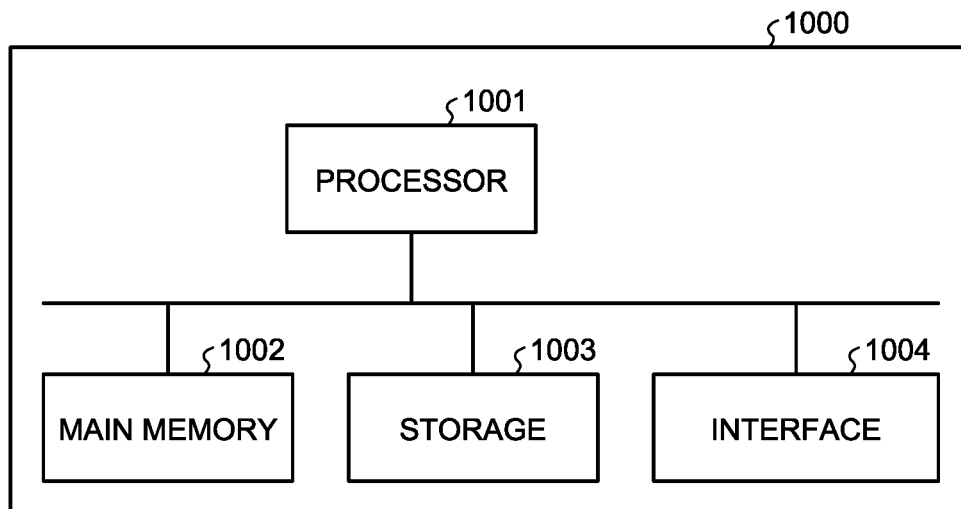 1000
1001
PROCESSOR
1002
1003
1004
MAIN MEMORY
STORAGE
INTERFACE